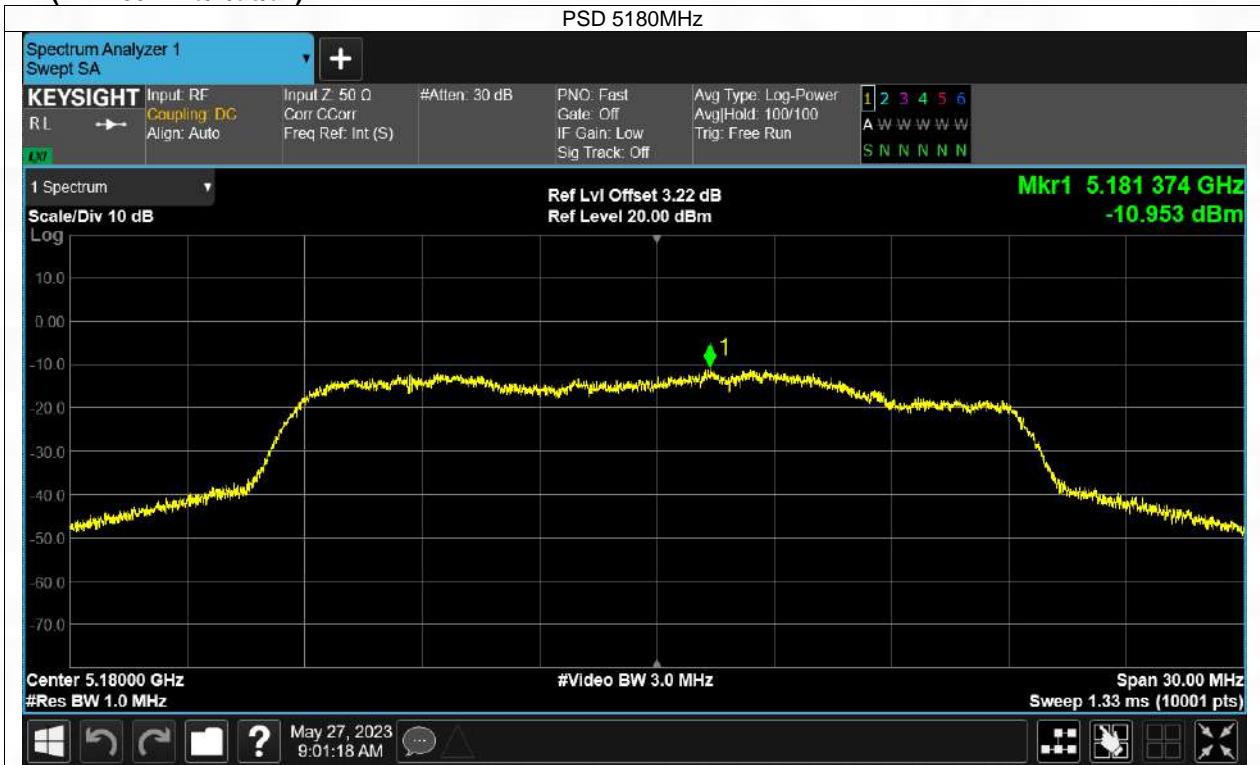 PSD 5180MHz
Spectrum Analyzer 1
Swept SA
+
KEYSIGHT
RL
LXI
Input: RF
Coupling: DC
Align: Auto
Input Z: 50 Ω
Corr CCorr
Freq Ref: Int (S)
#Atten: 30 dB
PNO: Fast
Gate: Off
IF Gain: Low
Sig Track: Off
Avg Type: Log-Power
Avg|Hold: 100/100
Trig: Free Run
1 2 3 4 5 6
A W W W W W
S N N N N N
1 Spectrum
Scale/Div 10 dB
Log
Ref Lvl Offset 3.22 dB
Ref Level 20.00 dBm
Mkr1 5.181 374 GHz
-10.953 dBm
10.0
0.00
-10.0
-20.0
-30.0
-40.0
-50.0
-60.0
-70.0
1
Center 5.18000 GHz
#Res BW 1.0 MHz
#Video BW 3.0 MHz
Span 30.00 MHz
Sweep 1.33 ms (10001 pts)
?
May 27, 2023
9:01:18 AM